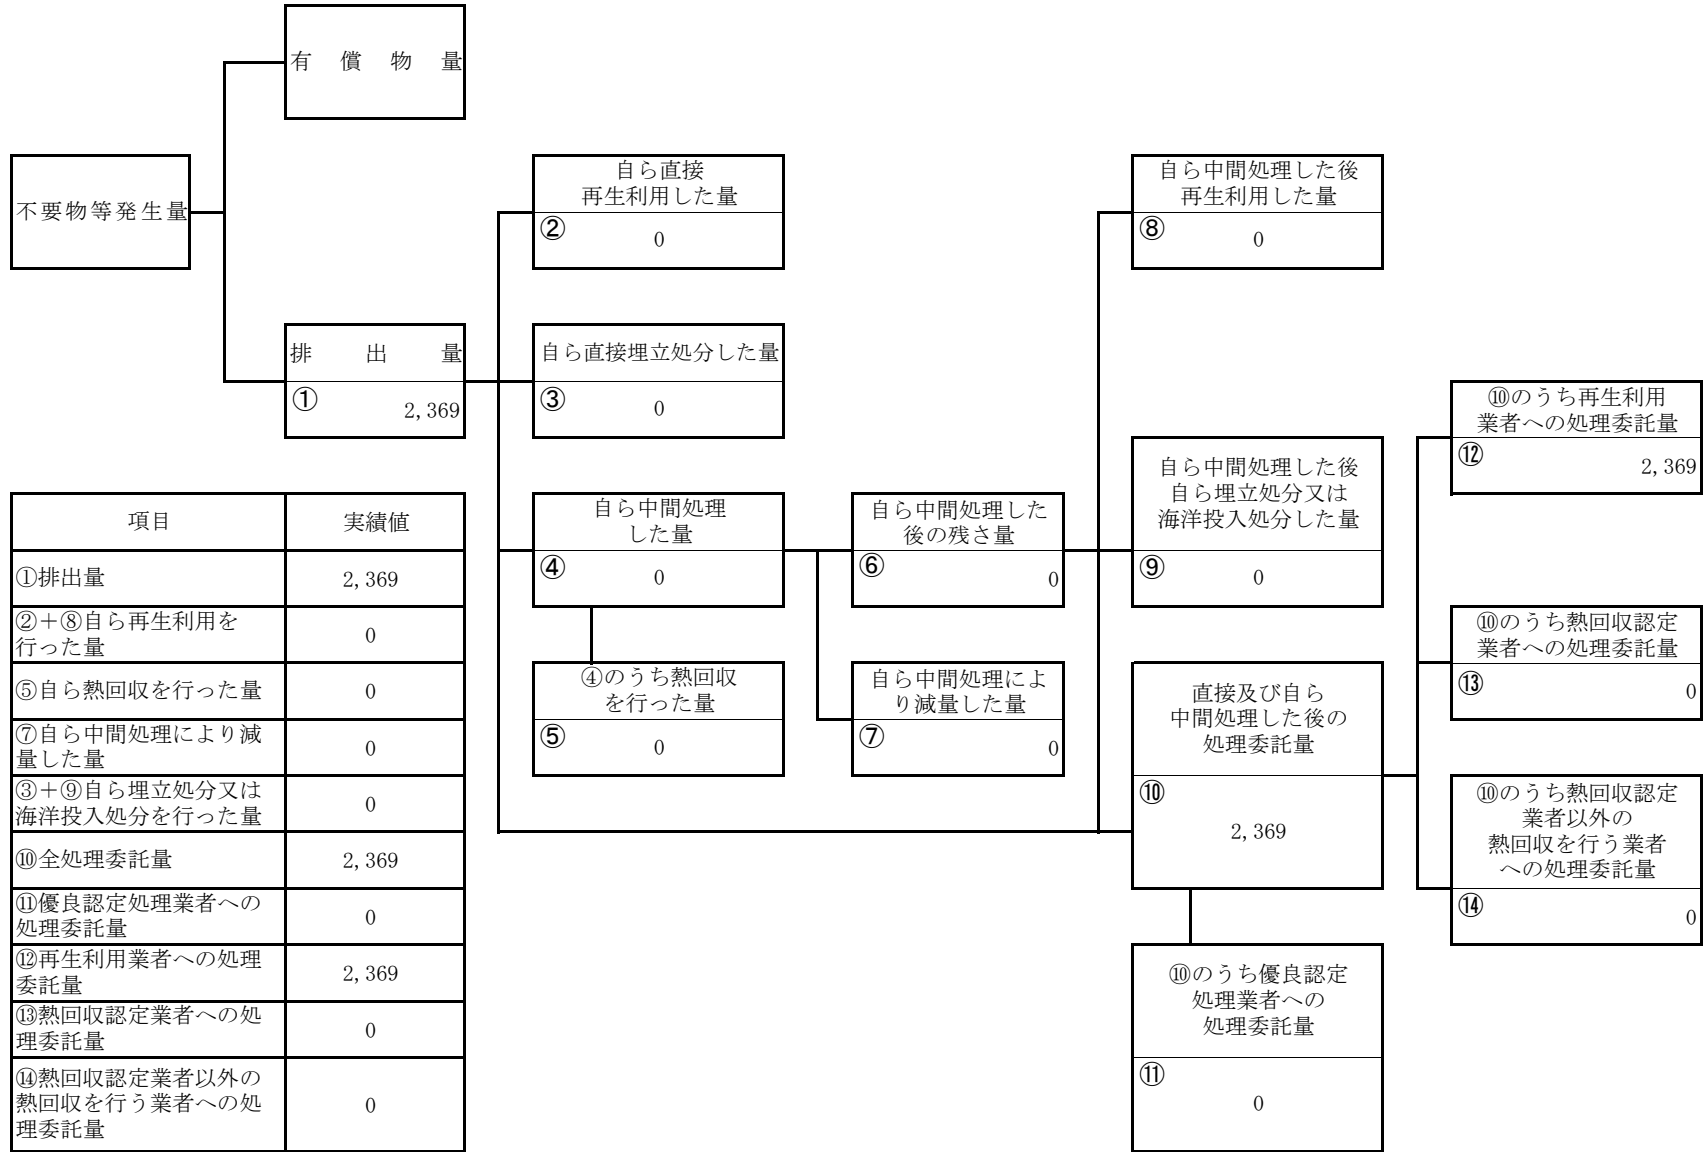 有償物量
不要物等発生量
自ら直接
再生利用した量
②
0
自ら中間処理した後
再生利用した量
⑧
0
排出量
①
2,369
自ら直接埋立処分した量
③
0
⑩のうち再生利用
業者への処理委託量
⑫
2,369
自ら中間処理した後
自ら埋立処分又は
海洋投入処分した量
⑨
0
自ら中間処理
した量
④
0
自ら中間処理した
後の残さ量
⑥
0
⑩のうち熱回収認定
業者への処理委託量
⑬
0
④のうち熱回収
を行った量
⑤
0
自ら中間処理によ
り減量した量
⑦
0
直接及び自ら
中間処理した後の
処理委託量
⑩
2,369
⑩のうち熱回収認定
業者以外の
熱回収を行う業者
への処理委託量
⑭
0
⑩のうち優良認定
処理業者への
処理委託量
⑪
0
項目 実績値
①排出量 2,369
②+⑧自ら再生利用を
行った量
0
⑤自ら熱回収を行った量 0
⑦自ら中間処理により減
量した量
0
③+⑨自ら埋立処分又は
海洋投入処分を行った量
0
⑩全処理委託量 2,369
⑪優良認定処理業者への
処理委託量
0
⑫再生利用業者への処理
委託量
2,369
⑬熱回収認定業者への処
理委託量
0
⑭熱回収認定業者以外の
熱回収を行う業者への処
理委託量
0